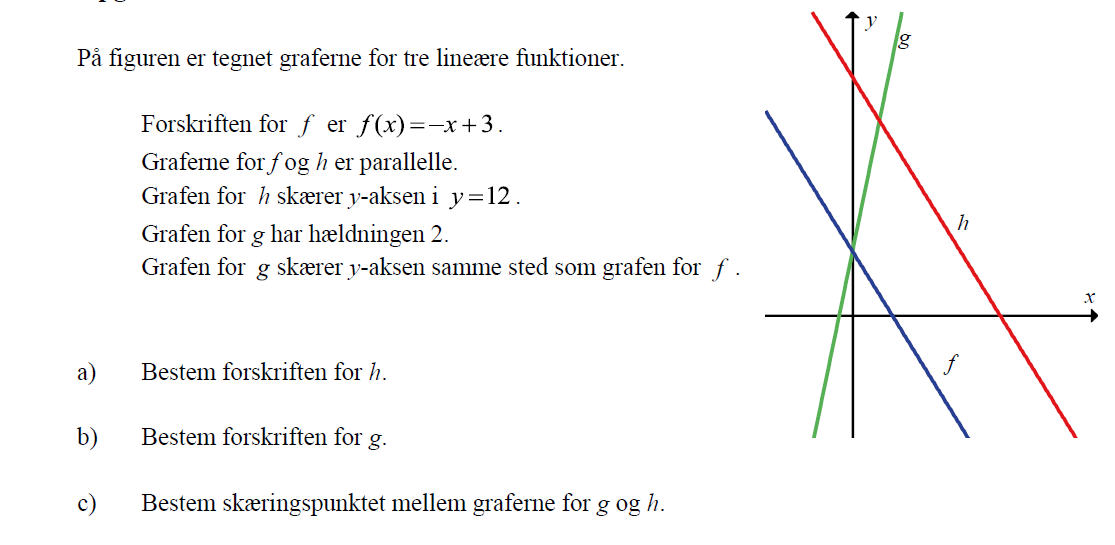 På figuren er tegnet graferne for tre lineære funktioner.
Forskriften for f er f(x)=−x+3.
Graferne for f og h er parallelle.
Grafen for h skærer y-aksen i y=12.
Grafen for g har hældningen 2.
Grafen for g skærer y-aksen samme sted som grafen for f.
a) Bestem forskriften for h.
b) Bestem forskriften for g.
c) Bestem skæringspunktet mellem graferne for g og h.
y
g
h
x
f